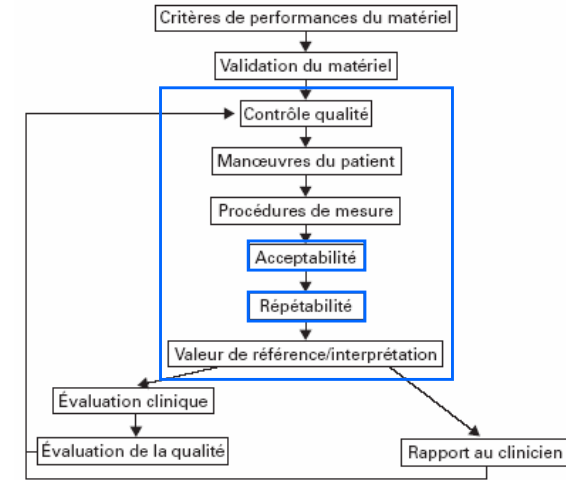 Critères de performances du matériel
Validation du matériel
Contrôle qualité
Manœuvres du patient
Procédures de mesure
Acceptabilité
Répétabilité
Valeur de référence/interprétation
Évaluation clinique
Évaluation de la qualité
Rapport au clinicien